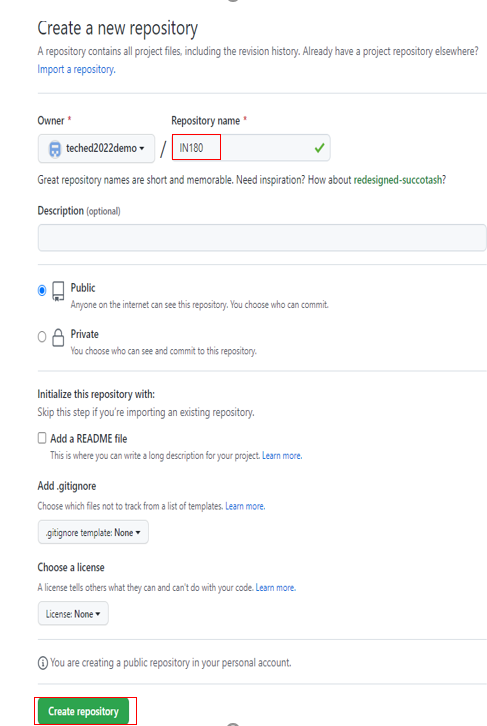 Create a new repository
A repository contains all project files, including the revision history. Already have a project repository elsewhere?
Import a repository.
Owner *
Repository name *
teched2022demo
/
IN180
Great repository names are short and memorable. Need inspiration? How about redesigned-succotash?
Description (optional)
Public
Anyone on the internet can see this repository. You choose who can commit.
Private
You choose who can see and commit to this repository.
Initialize this repository with:
Skip this step if you're importing an existing repository.
Add a README file
This is where you can write a long description for your project. Learn more.
Add .gitignore
Choose which files not to track from a list of templates. Learn more.
.gitignore template: None
Choose a license
A license tells others what they can and can't do with your code. Learn more.
License: None
You are creating a public repository in your personal account.
Create repository